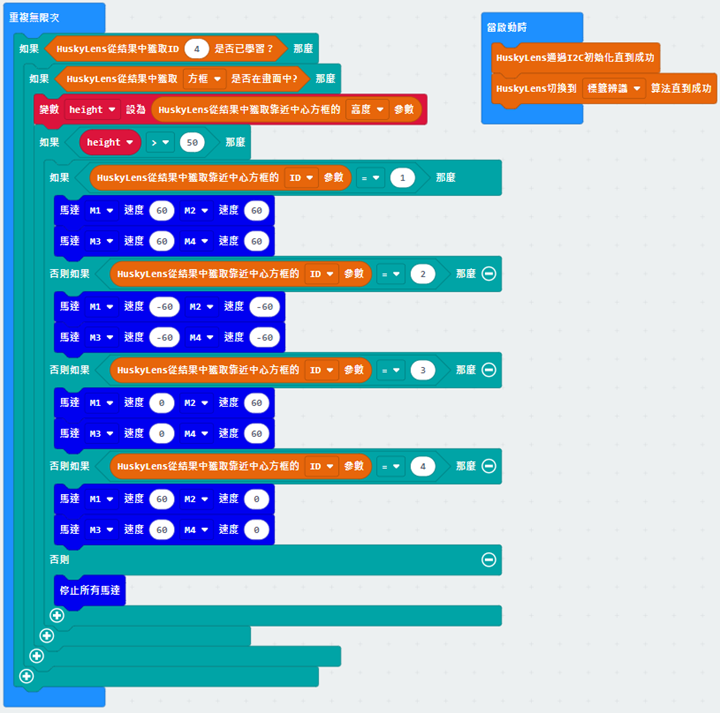 重複無限次
如果 HuskyLens從結果中獲取ID 4 是否已學習？ 那麼
如果 HuskyLens從結果中獲取 方框 是否在畫面中? 那麼
變數 height 設為 HuskyLens從結果中獲取靠近中心方框的 高度 參數
如果 height > 50 那麼
如果 HuskyLens從結果中獲取靠近中心方框的 ID 參數 = 1 那麼
馬達 M1 速度 60 M2 速度 60
馬達 M3 速度 60 M4 速度 60
否則如果 HuskyLens從結果中獲取靠近中心方框的 ID 參數 = 2 那麼
馬達 M1 速度 -60 M2 速度 -60
馬達 M3 速度 -60 M4 速度 -60
否則如果 HuskyLens從結果中獲取靠近中心方框的 ID 參數 = 3 那麼
馬達 M1 速度 0 M2 速度 60
馬達 M3 速度 0 M4 速度 60
否則如果 HuskyLens從結果中獲取靠近中心方框的 ID 參數 = 4 那麼
馬達 M1 速度 60 M2 速度 0
馬達 M3 速度 60 M4 速度 0
否則
停止所有馬達
當啟動時
HuskyLens通過I2C初始化直到成功
HuskyLens切換到 標籤辨識 算法直到成功